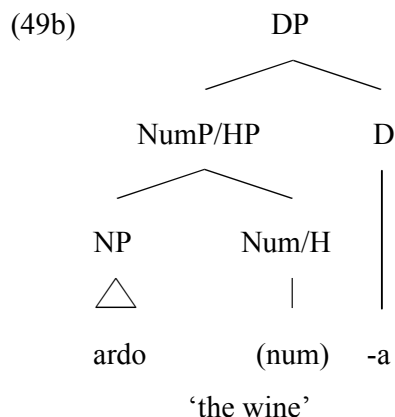 (49b) DP
NumP/HP D
NP Num/H
ardo (num) -a
‘the wine’